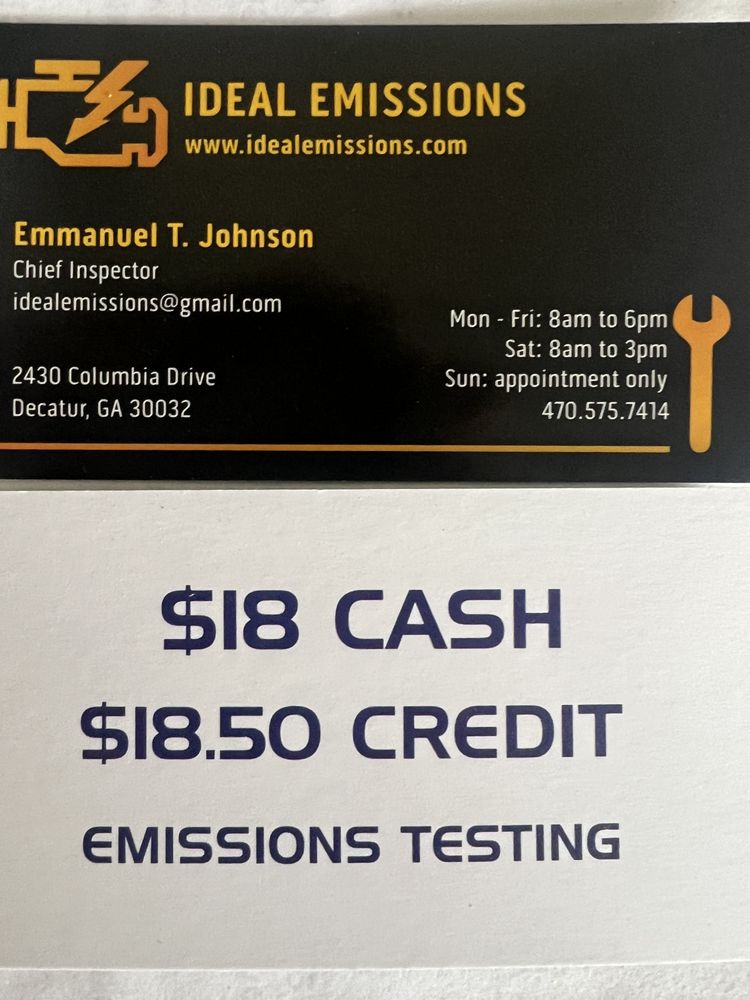 IDEAL EMISSIONS
www.idealemissions.com
Emmanuel T. Johnson
Chief Inspector
idealemissions@gmail.com
2430 Columbia Drive
Decatur, GA 30032
Mon - Fri: 8am to 6pm
Sat: 8am to 3pm
Sun: appointment only
470.575.7414
$18 CASH
$18.50 CREDIT
EMISSIONS TESTING